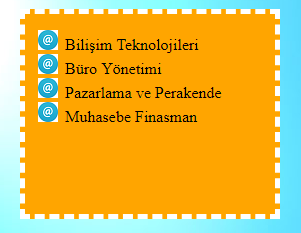 @ Bilişim Teknolojileri
@ Büro Yönetimi
@ Pazarlama ve Perakende
@ Muhasebe Finasman